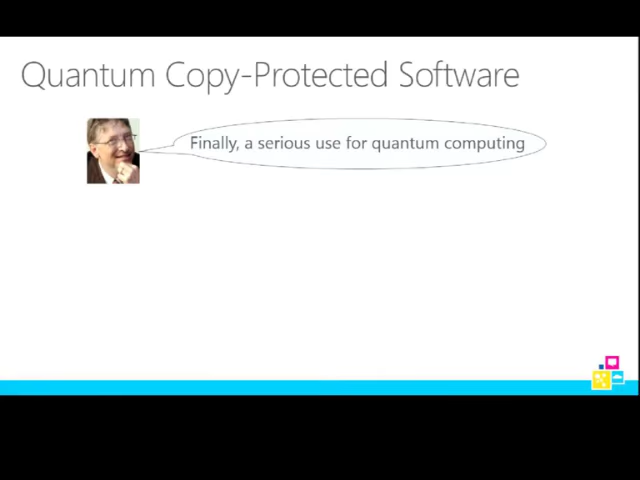 Quantum Copy-Protected Software
Finally, a serious use for quantum computing